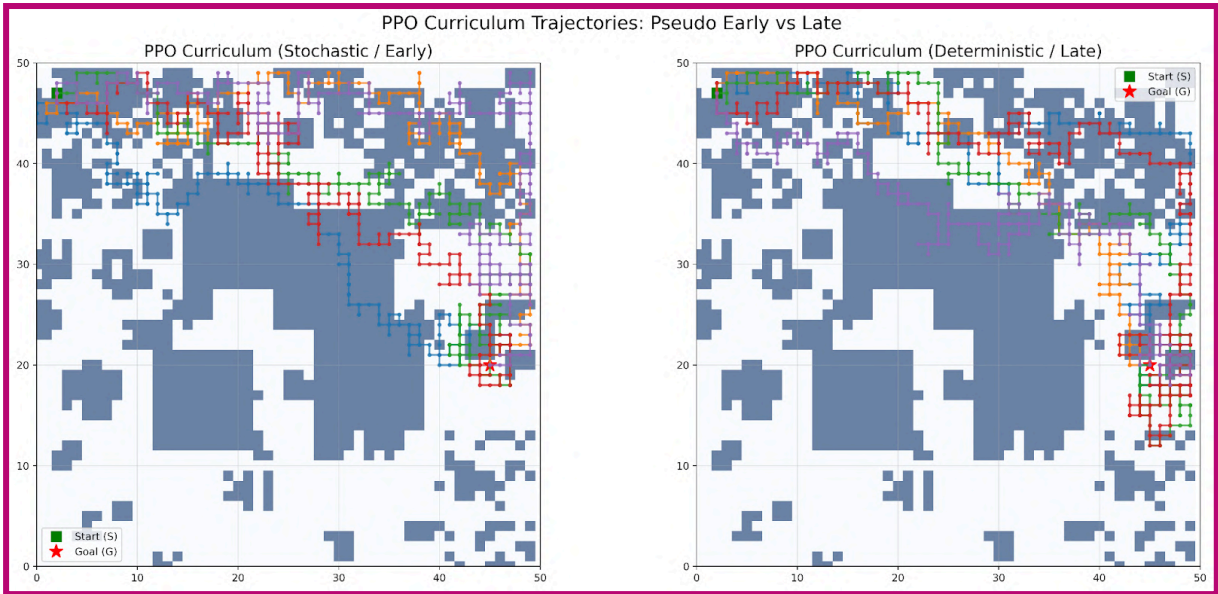 PPO Curriculum Trajectories: Pseudo Early vs Late
PPO Curriculum (Stochastic / Early)
50
40
30
20
10
0
0 10 20 30 40 50
Start (S)
Goal (G)
PPO Curriculum (Deterministic / Late)
50
40
30
20
10
0
0 10 20 30 40 50
Start (S)
Goal (G)